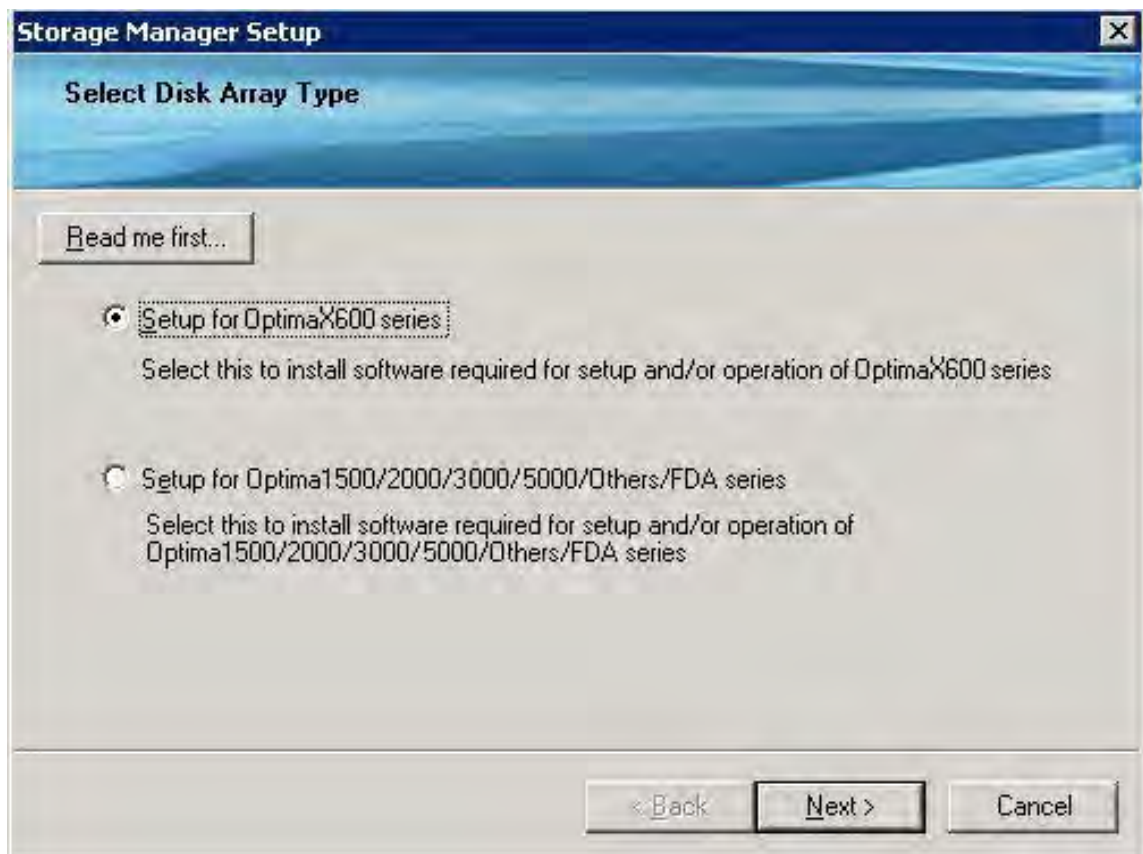 Storage Manager Setup
Select Disk Array Type
Read me first...
Setup for OptimaX600 series
Select this to install software required for setup and/or operation of OptimaX600 series
Setup for Optima1500/2000/3000/5000/Others/FDA series
Select this to install software required for setup and/or operation of
Optima1500/2000/3000/5000/Others/FDA series
< Back
Next >
Cancel